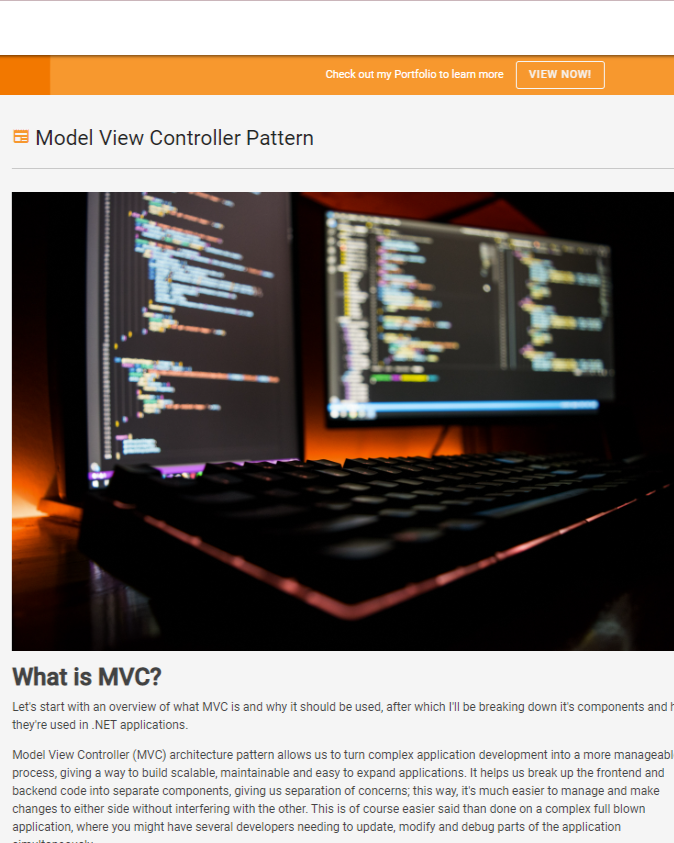 Check out my Portfolio to learn more
VIEW NOW!
Model View Controller Pattern
What is MVC?
Let's start with an overview of what MVC is and why it should be used, after which I'll be breaking down it's components and
they're used in .NET applications.
Model View Controller (MVC) architecture pattern allows us to turn complex application development into a more
process, giving a way to build scalable, maintainable and easy to expand applications. It helps us break up the frontend and
backend code into separate components, giving us separation of concerns; this way, it's much easier to manage and make
changes to either side without interfering with the other. This is of course easier said than done on a complex full blown
application, where you might have several developers needing to update, modify and debug parts of the application